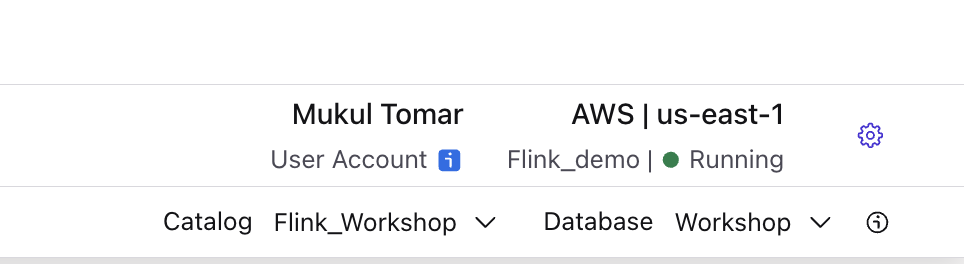 Mukul Tomar AWS | us-east-1
User Account Flink_demo | Running
Catalog Flink_Workshop Database Workshop